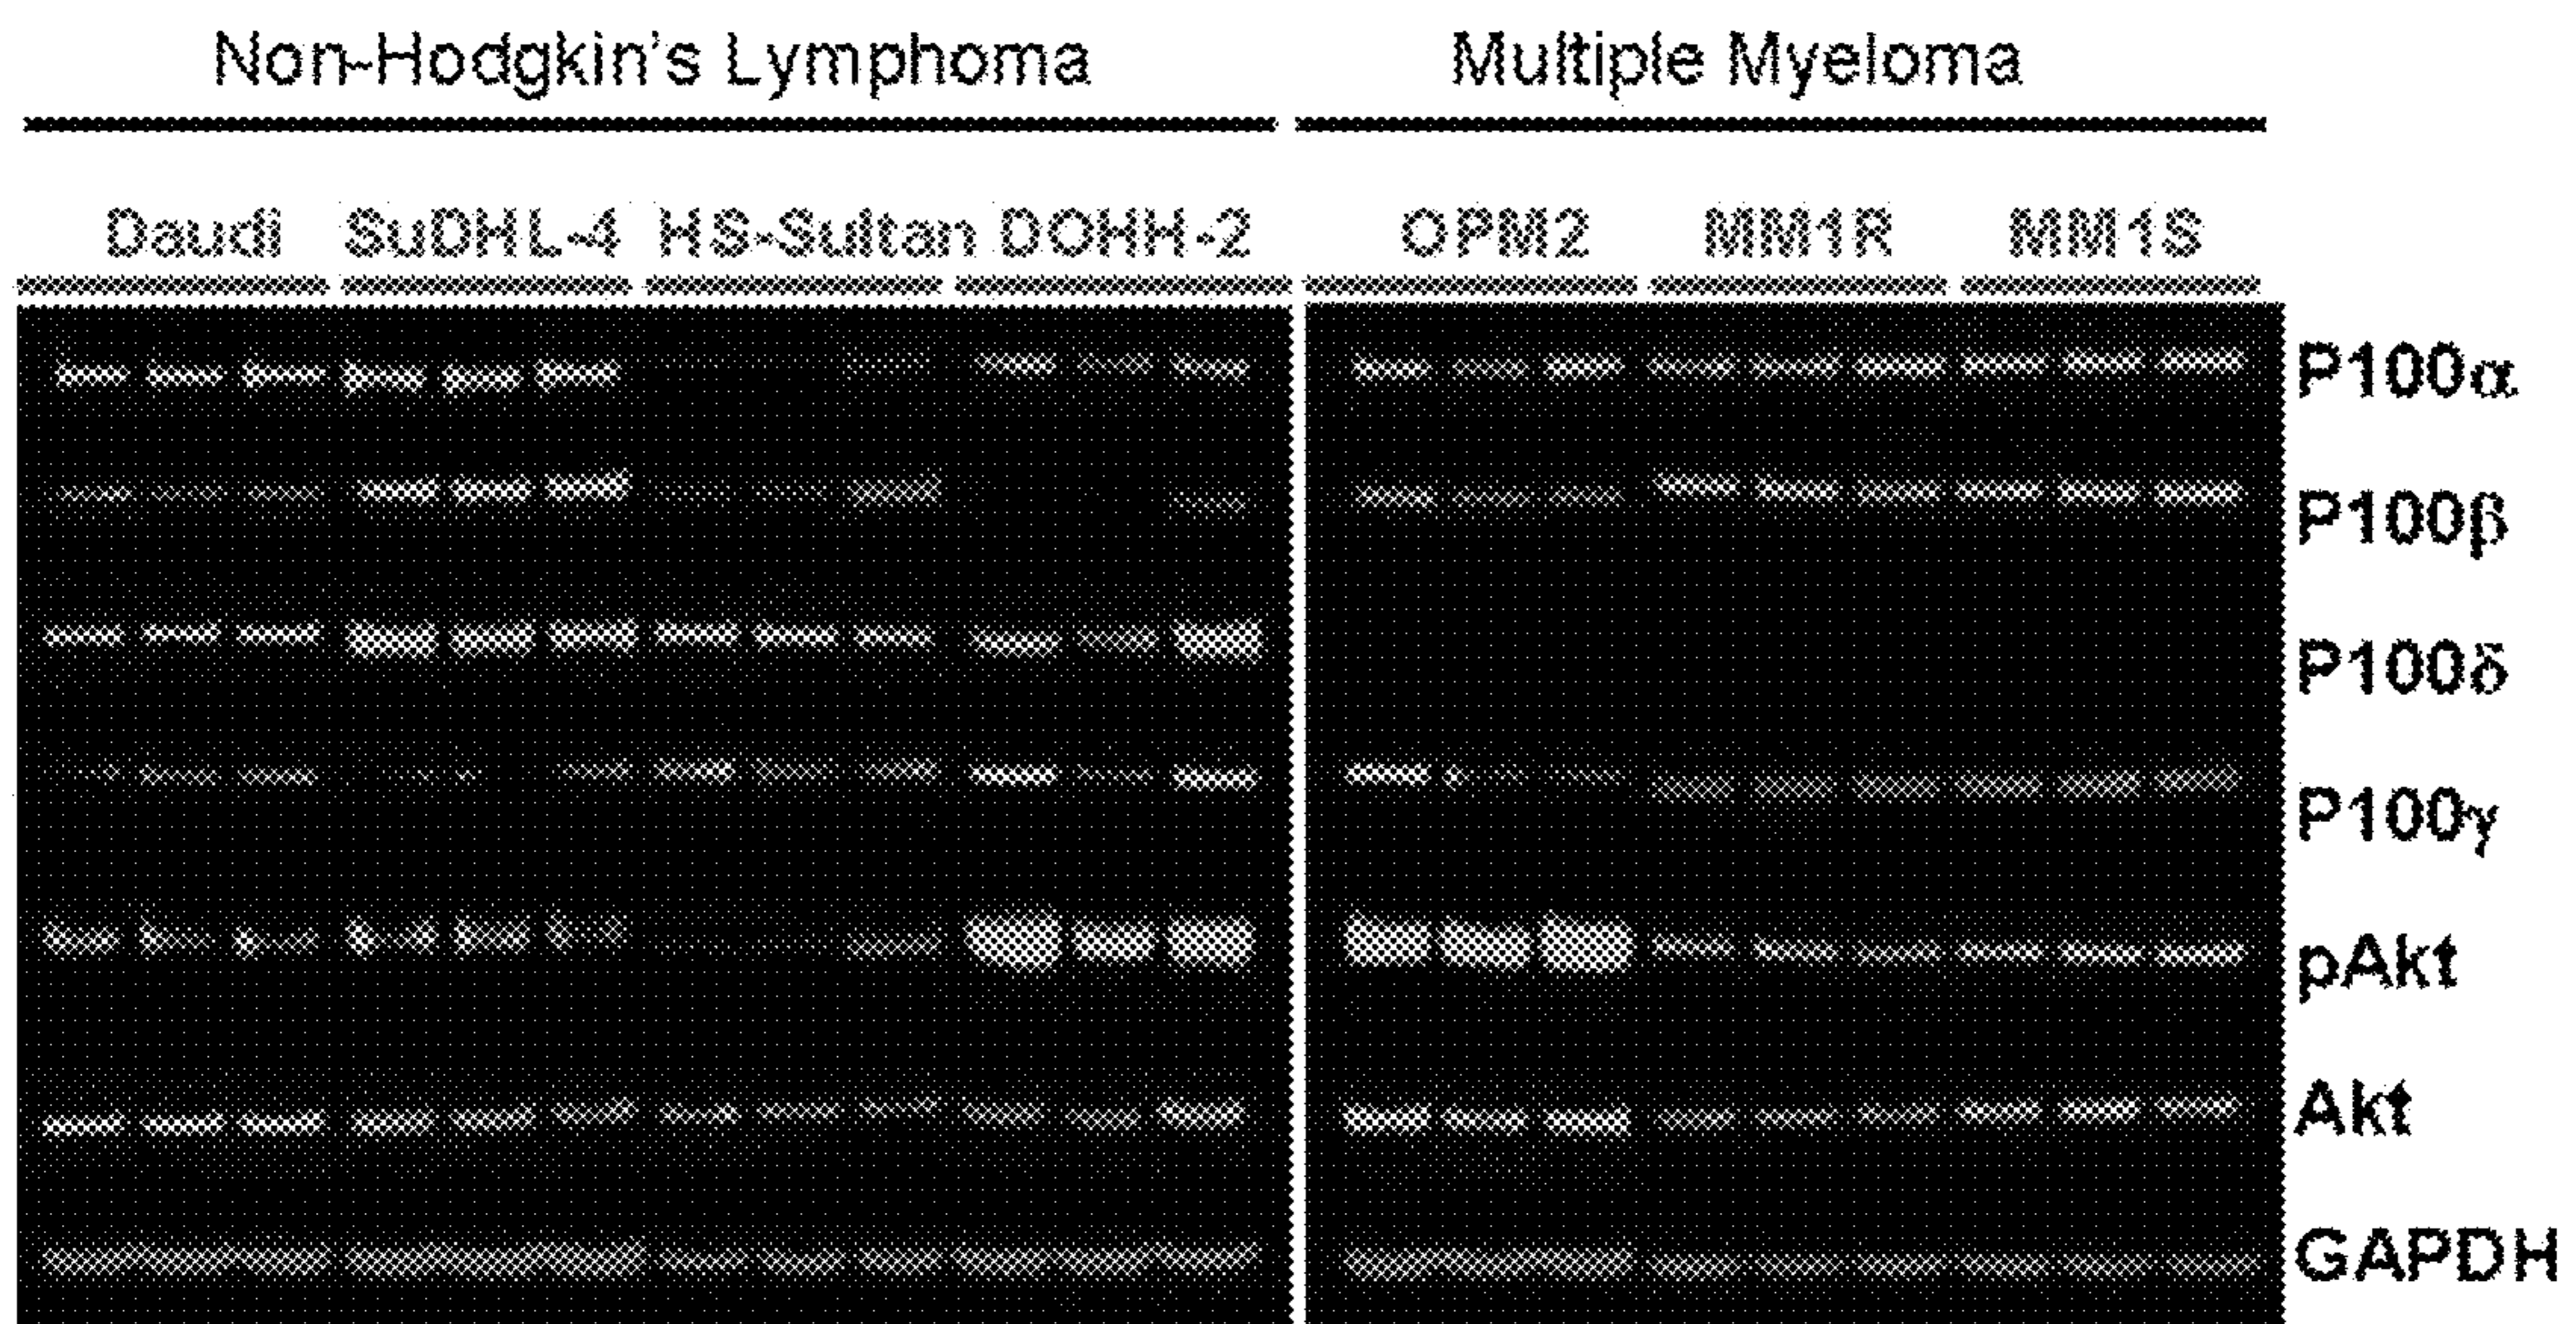 Non-Hodgkin's Lymphoma Multiple Myeloma
Daudi SuDHL-4 HS-Sultan DOHH-2 OPM2 MM1R MM1S
P100α
P100β
P100δ
P100γ
pAkt
Akt
GAPDH